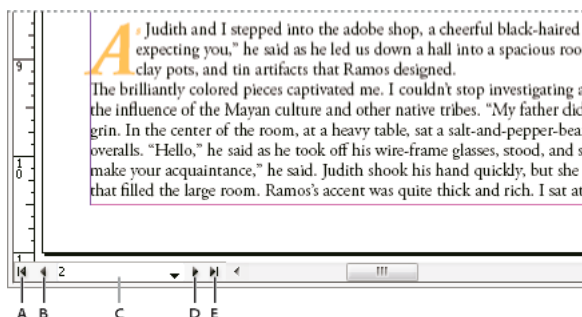 A Judith and I stepped into the adobe shop, a cheerful black-haired
expecting you,” he said as he led us down a hall into a spacious roo
clay pots, and tin artifacts that Ramos designed.
The brilliantly colored pieces captivated me. I couldn’t stop investigating a
the influence of the Mayan culture and other native tribes. “My father did
grin. In the center of the room, at a heavy table, sat a salt-and-pepper-bea
overalls. “Hello,” he said as he took off his wire-frame glasses, stood, and s
make your acquaintance,” he said. Judith shook his hand quickly, but she
that filled the large room. Ramos’s accent was quite thick and rich. I sat at
9
10
1
2
A B C D E